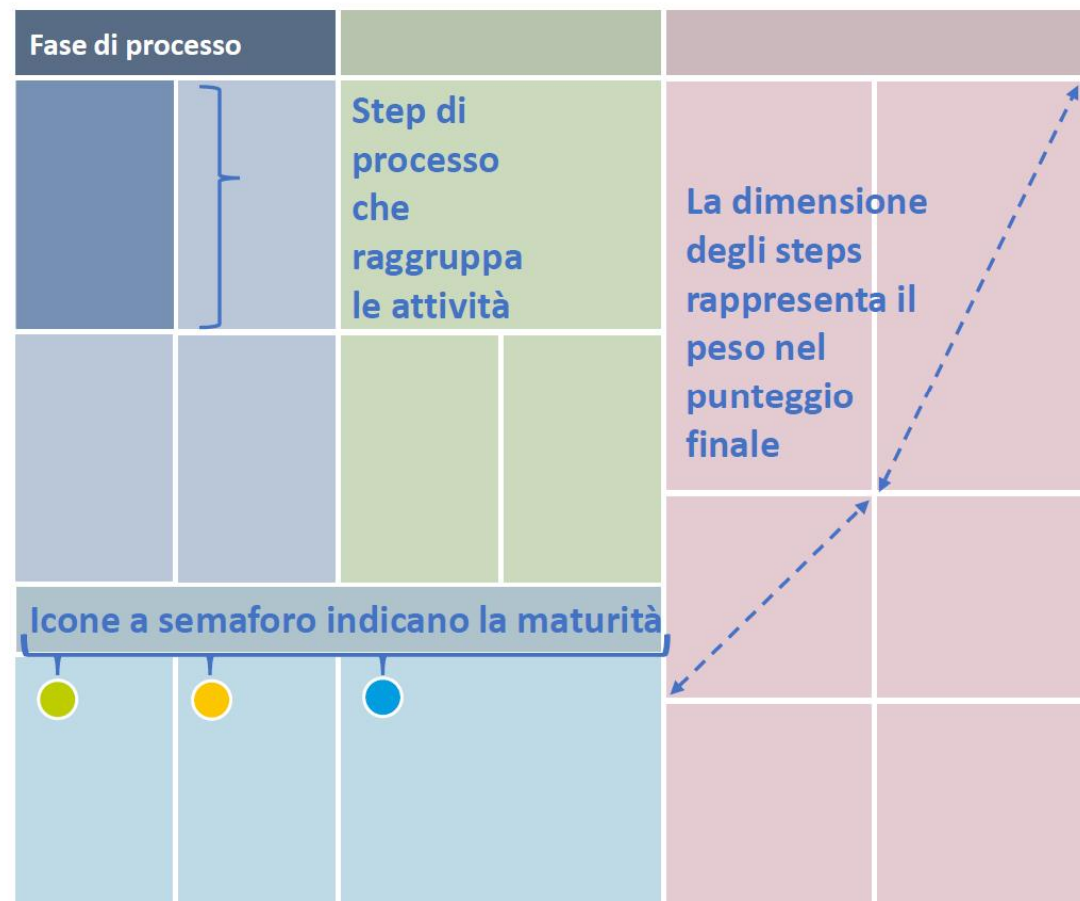 Fase di processo
Step di
processo
che
raggruppa
le attività
La dimensione
degli steps
rappresenta il
peso nel
punteggio
finale
Icone a semaforo indicano la maturità